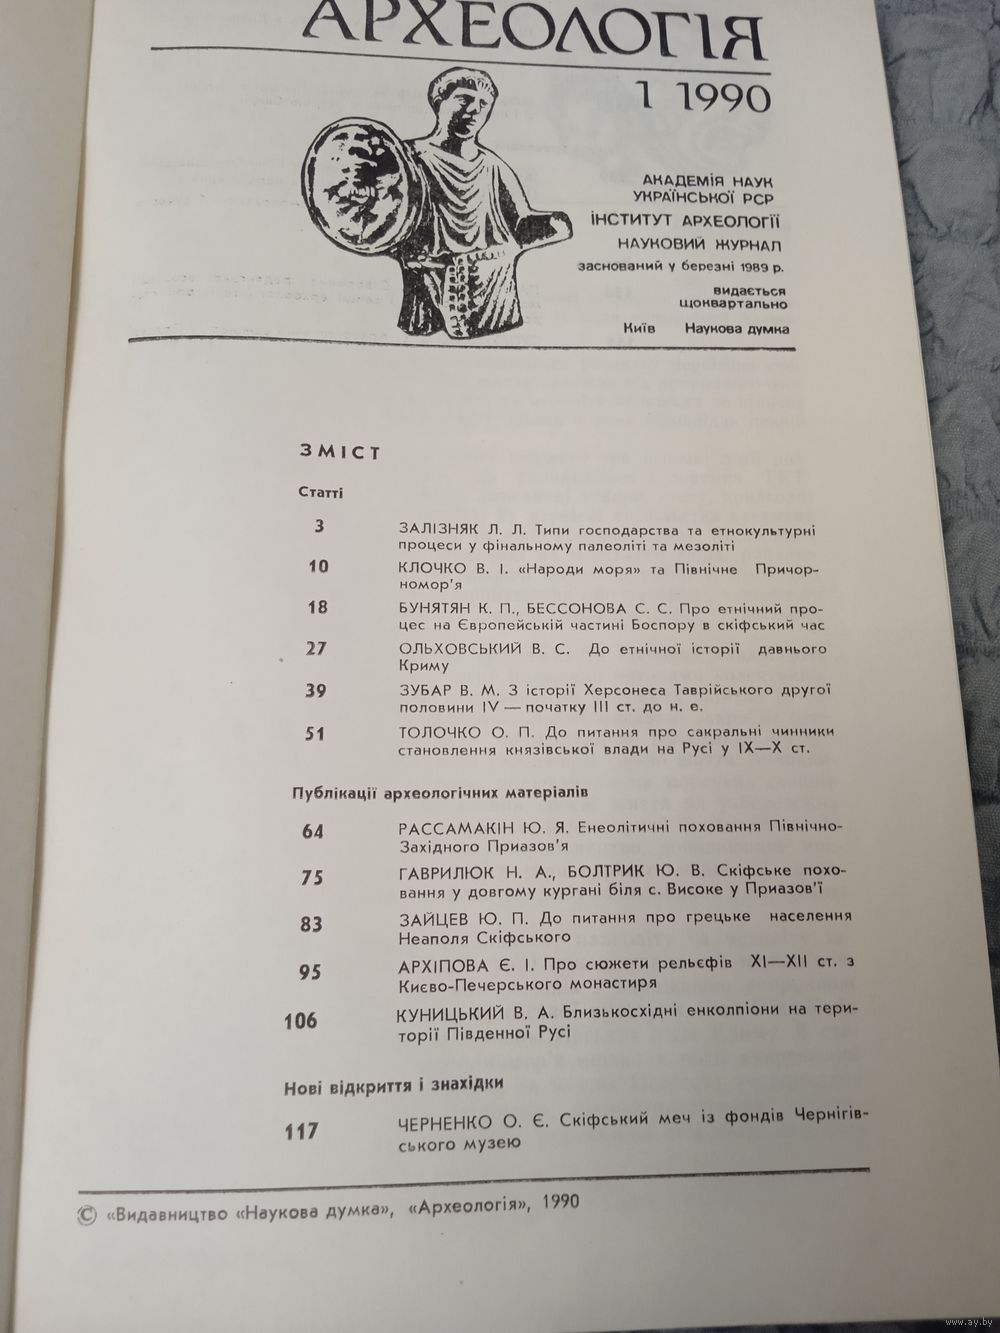 АРХЕОЛОГІЯ
1 1990
АКАДЕМІЯ НАУК
УКРАЇНСЬКОЇ РСР
ІНСТИТУТ АРХЕОЛОГІЇ
НАУКОВИЙ ЖУРНАЛ
заснований у березні 1989 р.
видається
щоквартально
Київ Наукова думка
ЗМІСТ
Статті
3 ЗАЛІЗНЯК Л. Л. Типи господарства та етнокультурні
процеси у фінальному палеоліті та мезоліті
10 КЛОЧКО В. І. «Народи моря» та Північне Причор-
номор'я
18 БУНЯТЯН К. П., БЕССОНОВА С. С. Про етнічний про-
цес на Європейській частині Боспору в скіфський час
27 ОЛЬХОВСЬКИЙ В. С. До етнічної історії давнього
Криму
39 ЗУБАР В. М. З історії Херсонеса Таврійського другої
половини IV — початку III ст. до н. е.
51 ТОЛОЧКО О. П. До питання про сакральні чинники
становлення князівської влади на Русі у IX—X ст.
Публікації археологічних матеріалів
64 РАССАМАКІН Ю. Я. Енеолітичні поховання Північно-
Західного Приазов'я
75 ГАВРИЛЮК Н. А., БОЛТРИК Ю. В. Скіфське похо-
вання у довгому кургані біля с. Високе у Приазов'ї
83 ЗАЙЦЕВ Ю. П. До питання про грецьке населення
Неаполя Скіфського
95 АРХІПОВА Є. І. Про сюжети рельєфів XI—XII ст. з
Києво-Печерського монастиря
106 КУНИЦЬКИЙ В. А. Близькосхідні енколпіони на тери-
торії Південної Русі
Нові відкриття і знахідки
117 ЧЕРНЕНКО О. Є. Скіфський меч із фондів Чернігів-
ського музею
© «Видавництво «Наукова думка», «Археологія», 1990
www.ay.by